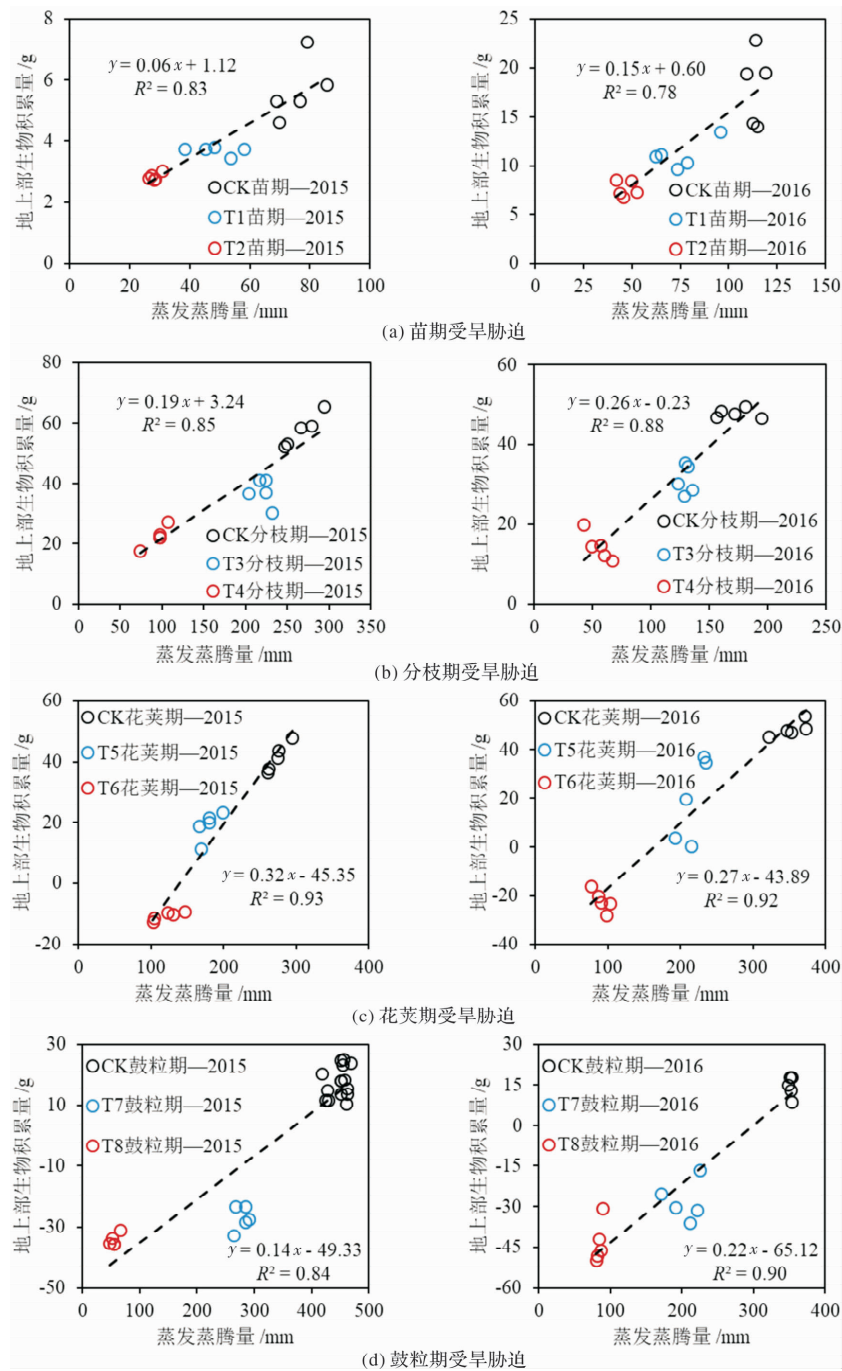 地上部生物积累量/g
8
6
4
2
0
y = 0.06 x + 1.12
R² = 0.83
CK苗期—2015
T1苗期—2015
T2苗期—2015
0 20 40 60 80 100
蒸发蒸腾量 /mm
地上部生物积累量/g
25
20
15
10
5
0
y = 0.15 x + 0.60
R² = 0.78
CK苗期—2016
T1苗期—2016
T2苗期—2016
25 50 75 100 125 150
蒸发蒸腾量 /mm
(a) 苗期受旱胁迫
地上部生物积累量/g
80
60
40
20
0
y = 0.19 x + 3.24
R² = 0.85
CK分枝期—2015
T3分枝期—2015
T4分枝期—2015
0 50 100 150 200 250 300 350
蒸发蒸腾量 /mm
地上部生物积累量/g
60
40
20
0
y = 0.26 x - 0.23
R² = 0.88
CK分枝期—2016
T3分枝期—2016
T4分枝期—2016
0 50 100 150 200 250
蒸发蒸腾量 /mm
(b) 分枝期受旱胁迫
地上部生物积累量/g
60
40
20
0
-20
CK花荚期—2015
T5花荚期—2015
T6花荚期—2015
y = 0.32 x - 45.35
R² = 0.93
0 100 200 300 400
蒸发蒸腾量 /mm
地上部生物积累量/g
60
40
20
0
-20
-40
CK花荚期—2016
T5花荚期—2016
T6花荚期—2016
y = 0.27 x - 43.89
R² = 0.92
0 100 200 300 400
蒸发蒸腾量 /mm
(c) 花荚期受旱胁迫
地上部生物积累量/g
30
10
-10
-30
-50
CK鼓粒期—2015
T7鼓粒期—2015
T8鼓粒期—2015
y = 0.14 x - 49.33
R² = 0.84
0 100 200 300 400 500
蒸发蒸腾量 /mm
地上部生物积累量/g
30
15
0
-15
-30
-45
-60
CK鼓粒期—2016
T7鼓粒期—2016
T8鼓粒期—2016
y = 0.22 x - 65.12
R² = 0.90
0 100 200 300 400
蒸发蒸腾量 /mm
(d) 鼓粒期受旱胁迫